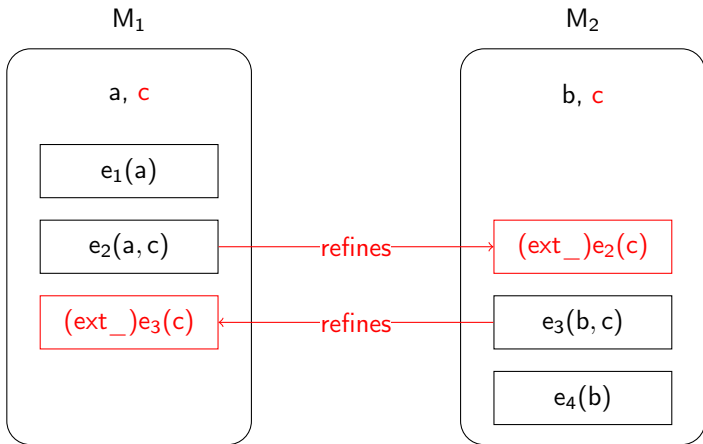 M₁
a, c
e₁(a)
e₂(a, c)
(ext_)e₃(c)
refines
refines
M₂
b, c
(ext_)e₂(c)
e₃(b, c)
e₄(b)